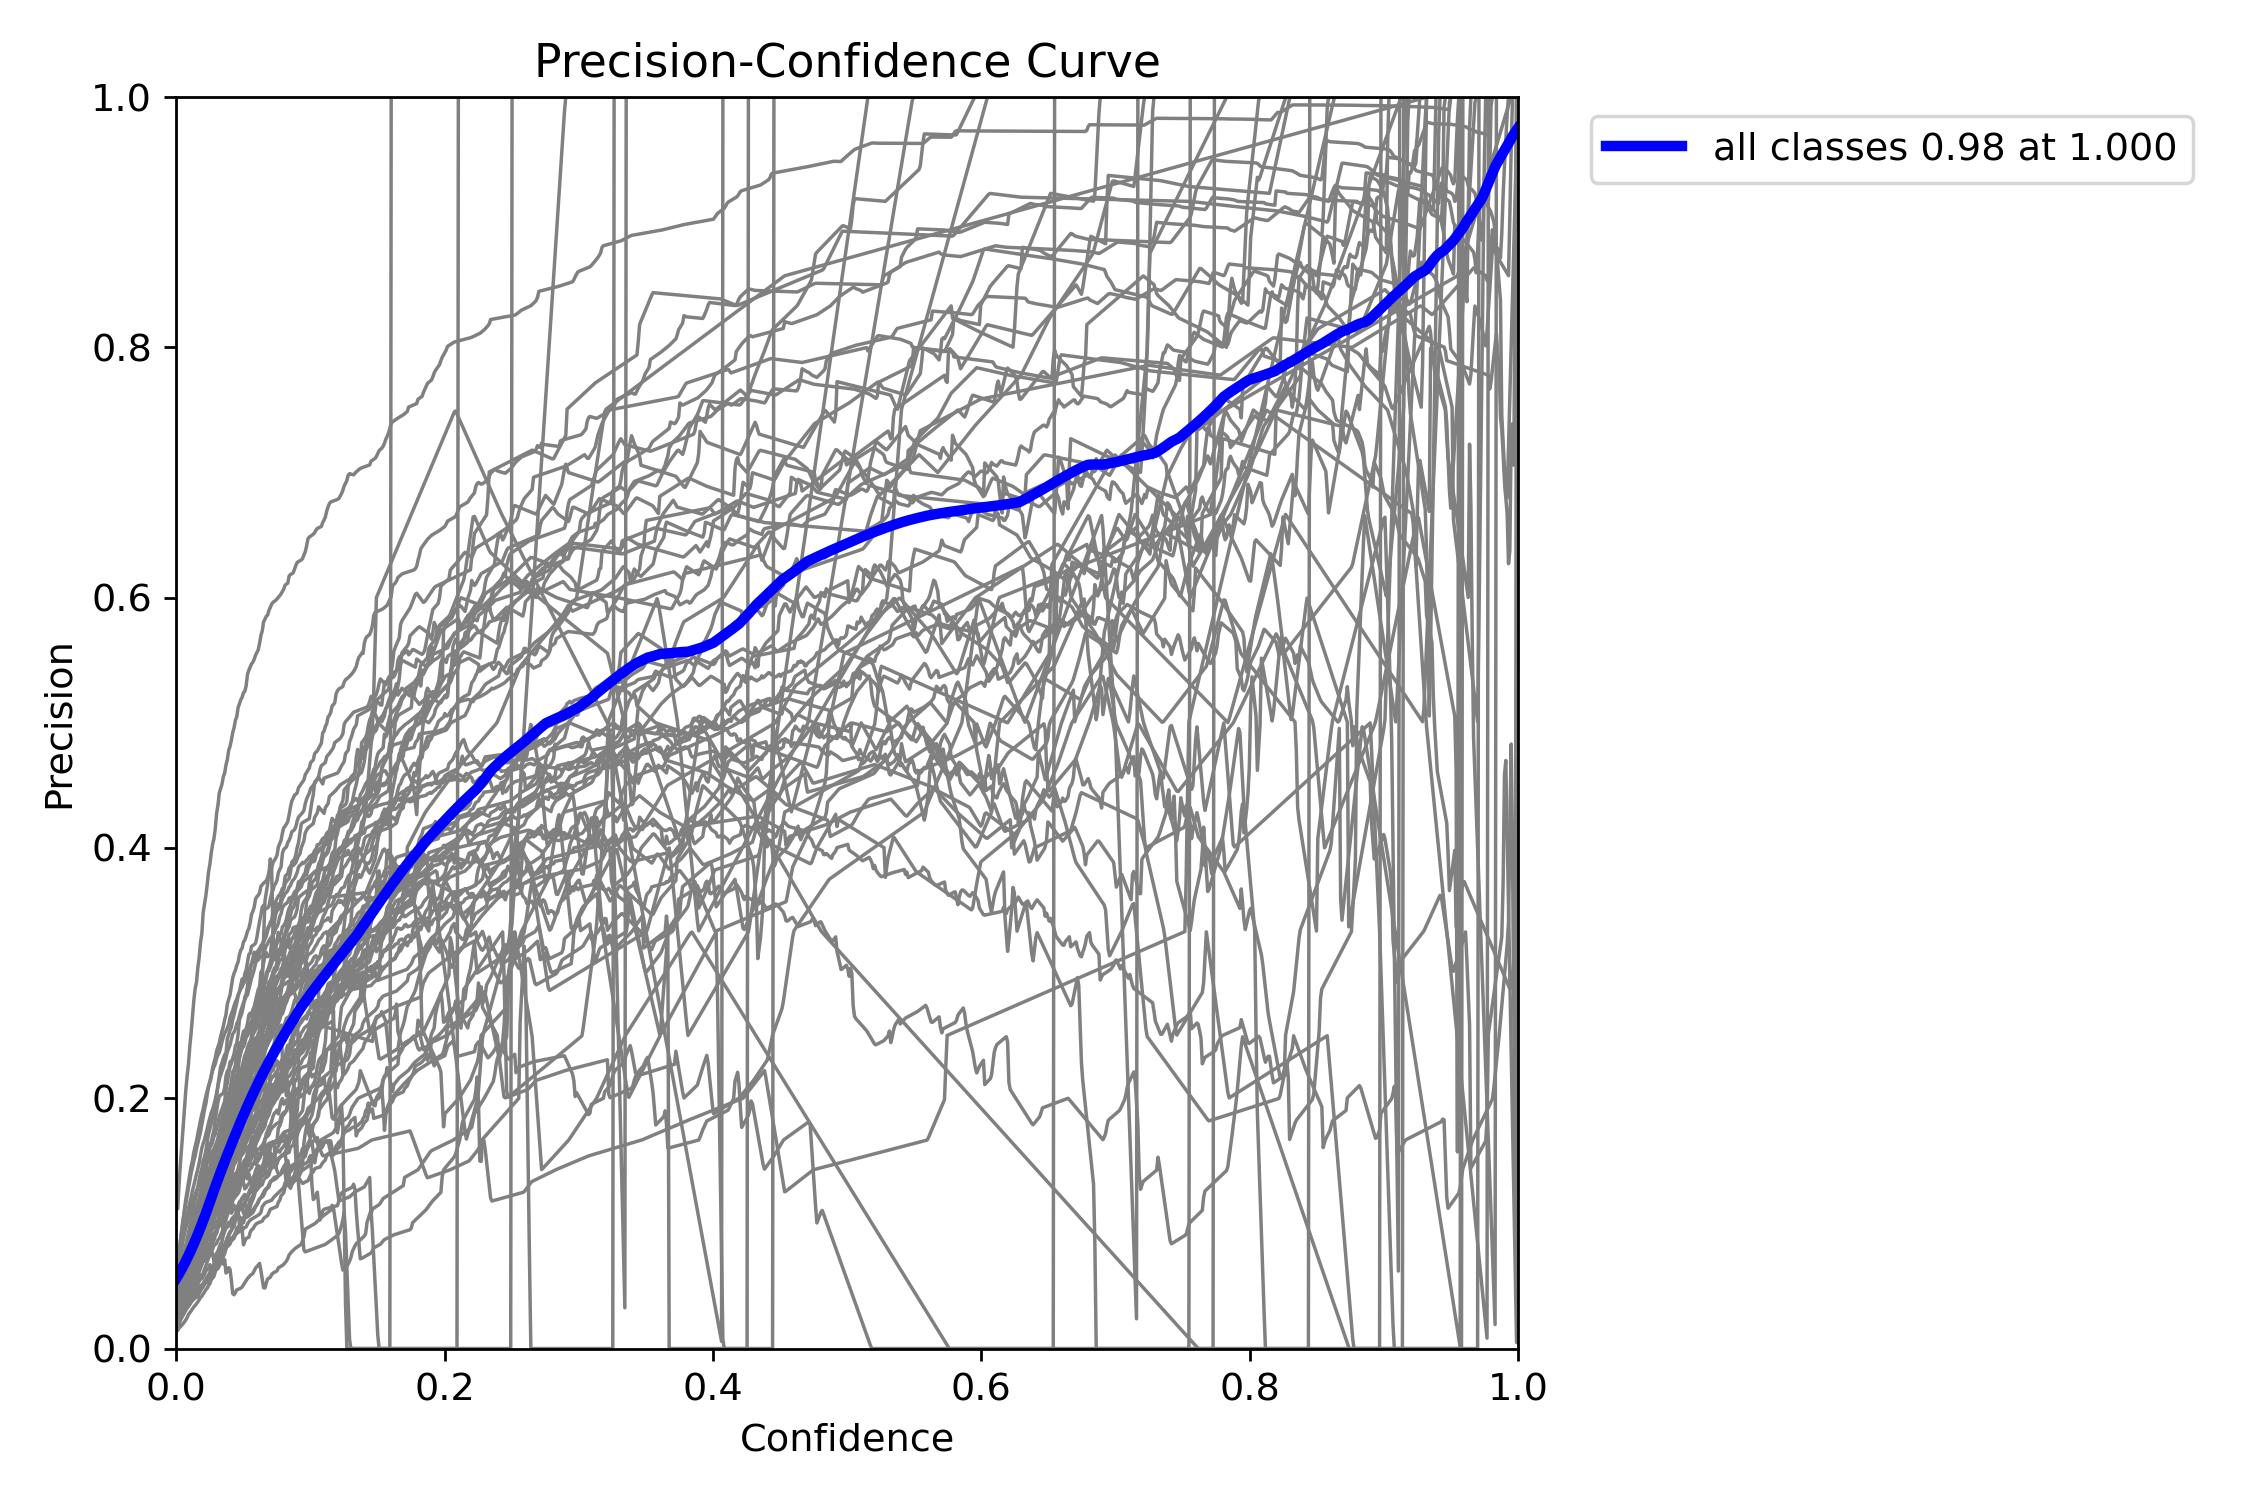 Precision-Confidence Curve
all classes 0.98 at 1.000
Precision
1.0
0.8
0.6
0.4
0.2
0.0
0.0 0.2 0.4 0.6 0.8 1.0
Confidence